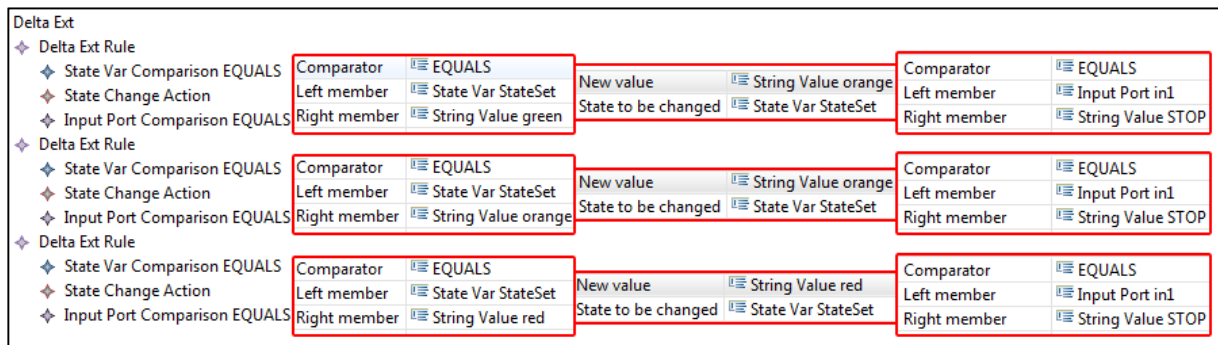 Delta Ext
Delta Ext Rule
State Var Comparison EQUALS
State Change Action
Input Port Comparison EQUALS
Comparator EQUALS
Left member State Var StateSet
Right member String Value green
New value String Value orange
State to be changed State Var StateSet
Comparator EQUALS
Left member Input Port in1
Right member String Value STOP
Delta Ext Rule
State Var Comparison EQUALS
State Change Action
Input Port Comparison EQUALS
Comparator EQUALS
Left member State Var StateSet
Right member String Value orange
New value String Value orange
State to be changed State Var StateSet
Comparator EQUALS
Left member Input Port in1
Right member String Value STOP
Delta Ext Rule
State Var Comparison EQUALS
State Change Action
Input Port Comparison EQUALS
Comparator EQUALS
Left member State Var StateSet
Right member String Value red
New value String Value red
State to be changed State Var StateSet
Comparator EQUALS
Left member Input Port in1
Right member String Value STOP